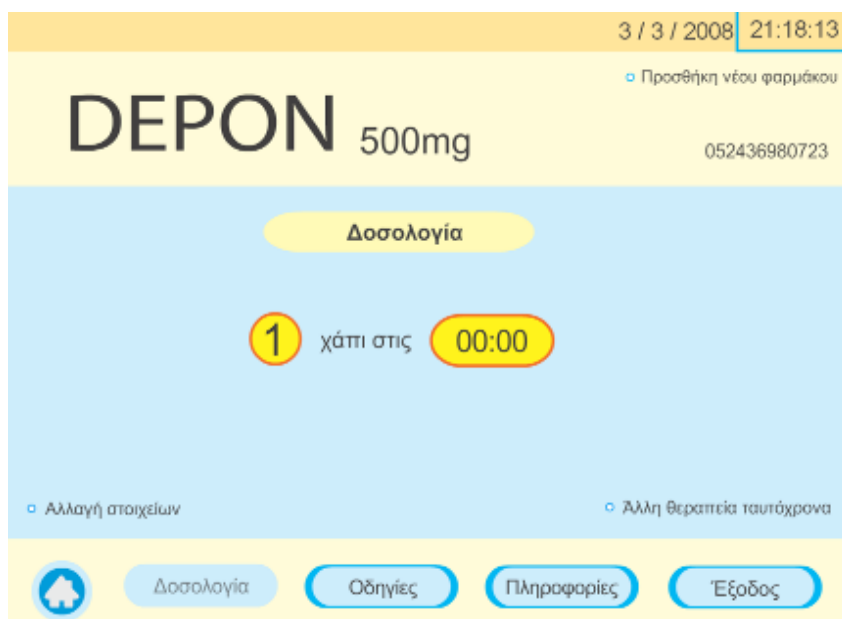 3 / 3 / 2008 21:18:13
Προσθήκη νέου φαρμάκου
DEPON 500mg
052436980723
Δοσολογία
1 χάπι στις 00:00
Αλλαγή στοιχείων
Άλλη θεραπεία ταυτόχρονα
Δοσολογία Οδηγίες Πληροφορίες Έξοδος